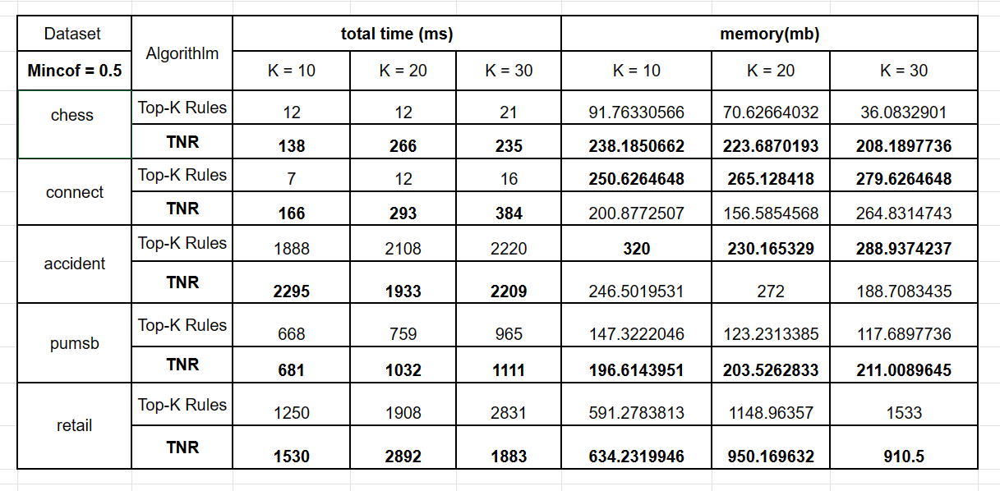 Dataset Algorithlm total time (ms) memory(mb)
Mincof = 0.5 K = 10 K = 20 K = 30 K = 10 K = 20 K = 30
chess Top-K Rules 12 12 21 91.76330566 70.62664032 36.0832901
TNR 138 266 235 238.1850662 223.6870193 208.1897736
connect Top-K Rules 7 12 16 250.6264648 265.128418 279.6264648
TNR 166 293 384 200.8772507 156.5854568 264.8314743
accident Top-K Rules 1888 2108 2220 320 230.165329 288.9374237
TNR 2295 1933 2209 246.5019531 272 188.7083435
pumsb Top-K Rules 668 759 965 147.3222046 123.2313385 117.6897736
TNR 681 1032 1111 196.6143951 203.5262833 211.0089645
retail Top-K Rules 1250 1908 2831 591.2783813 1148.96357 1533
TNR 1530 2892 1883 634.2319946 950.169632 910.5